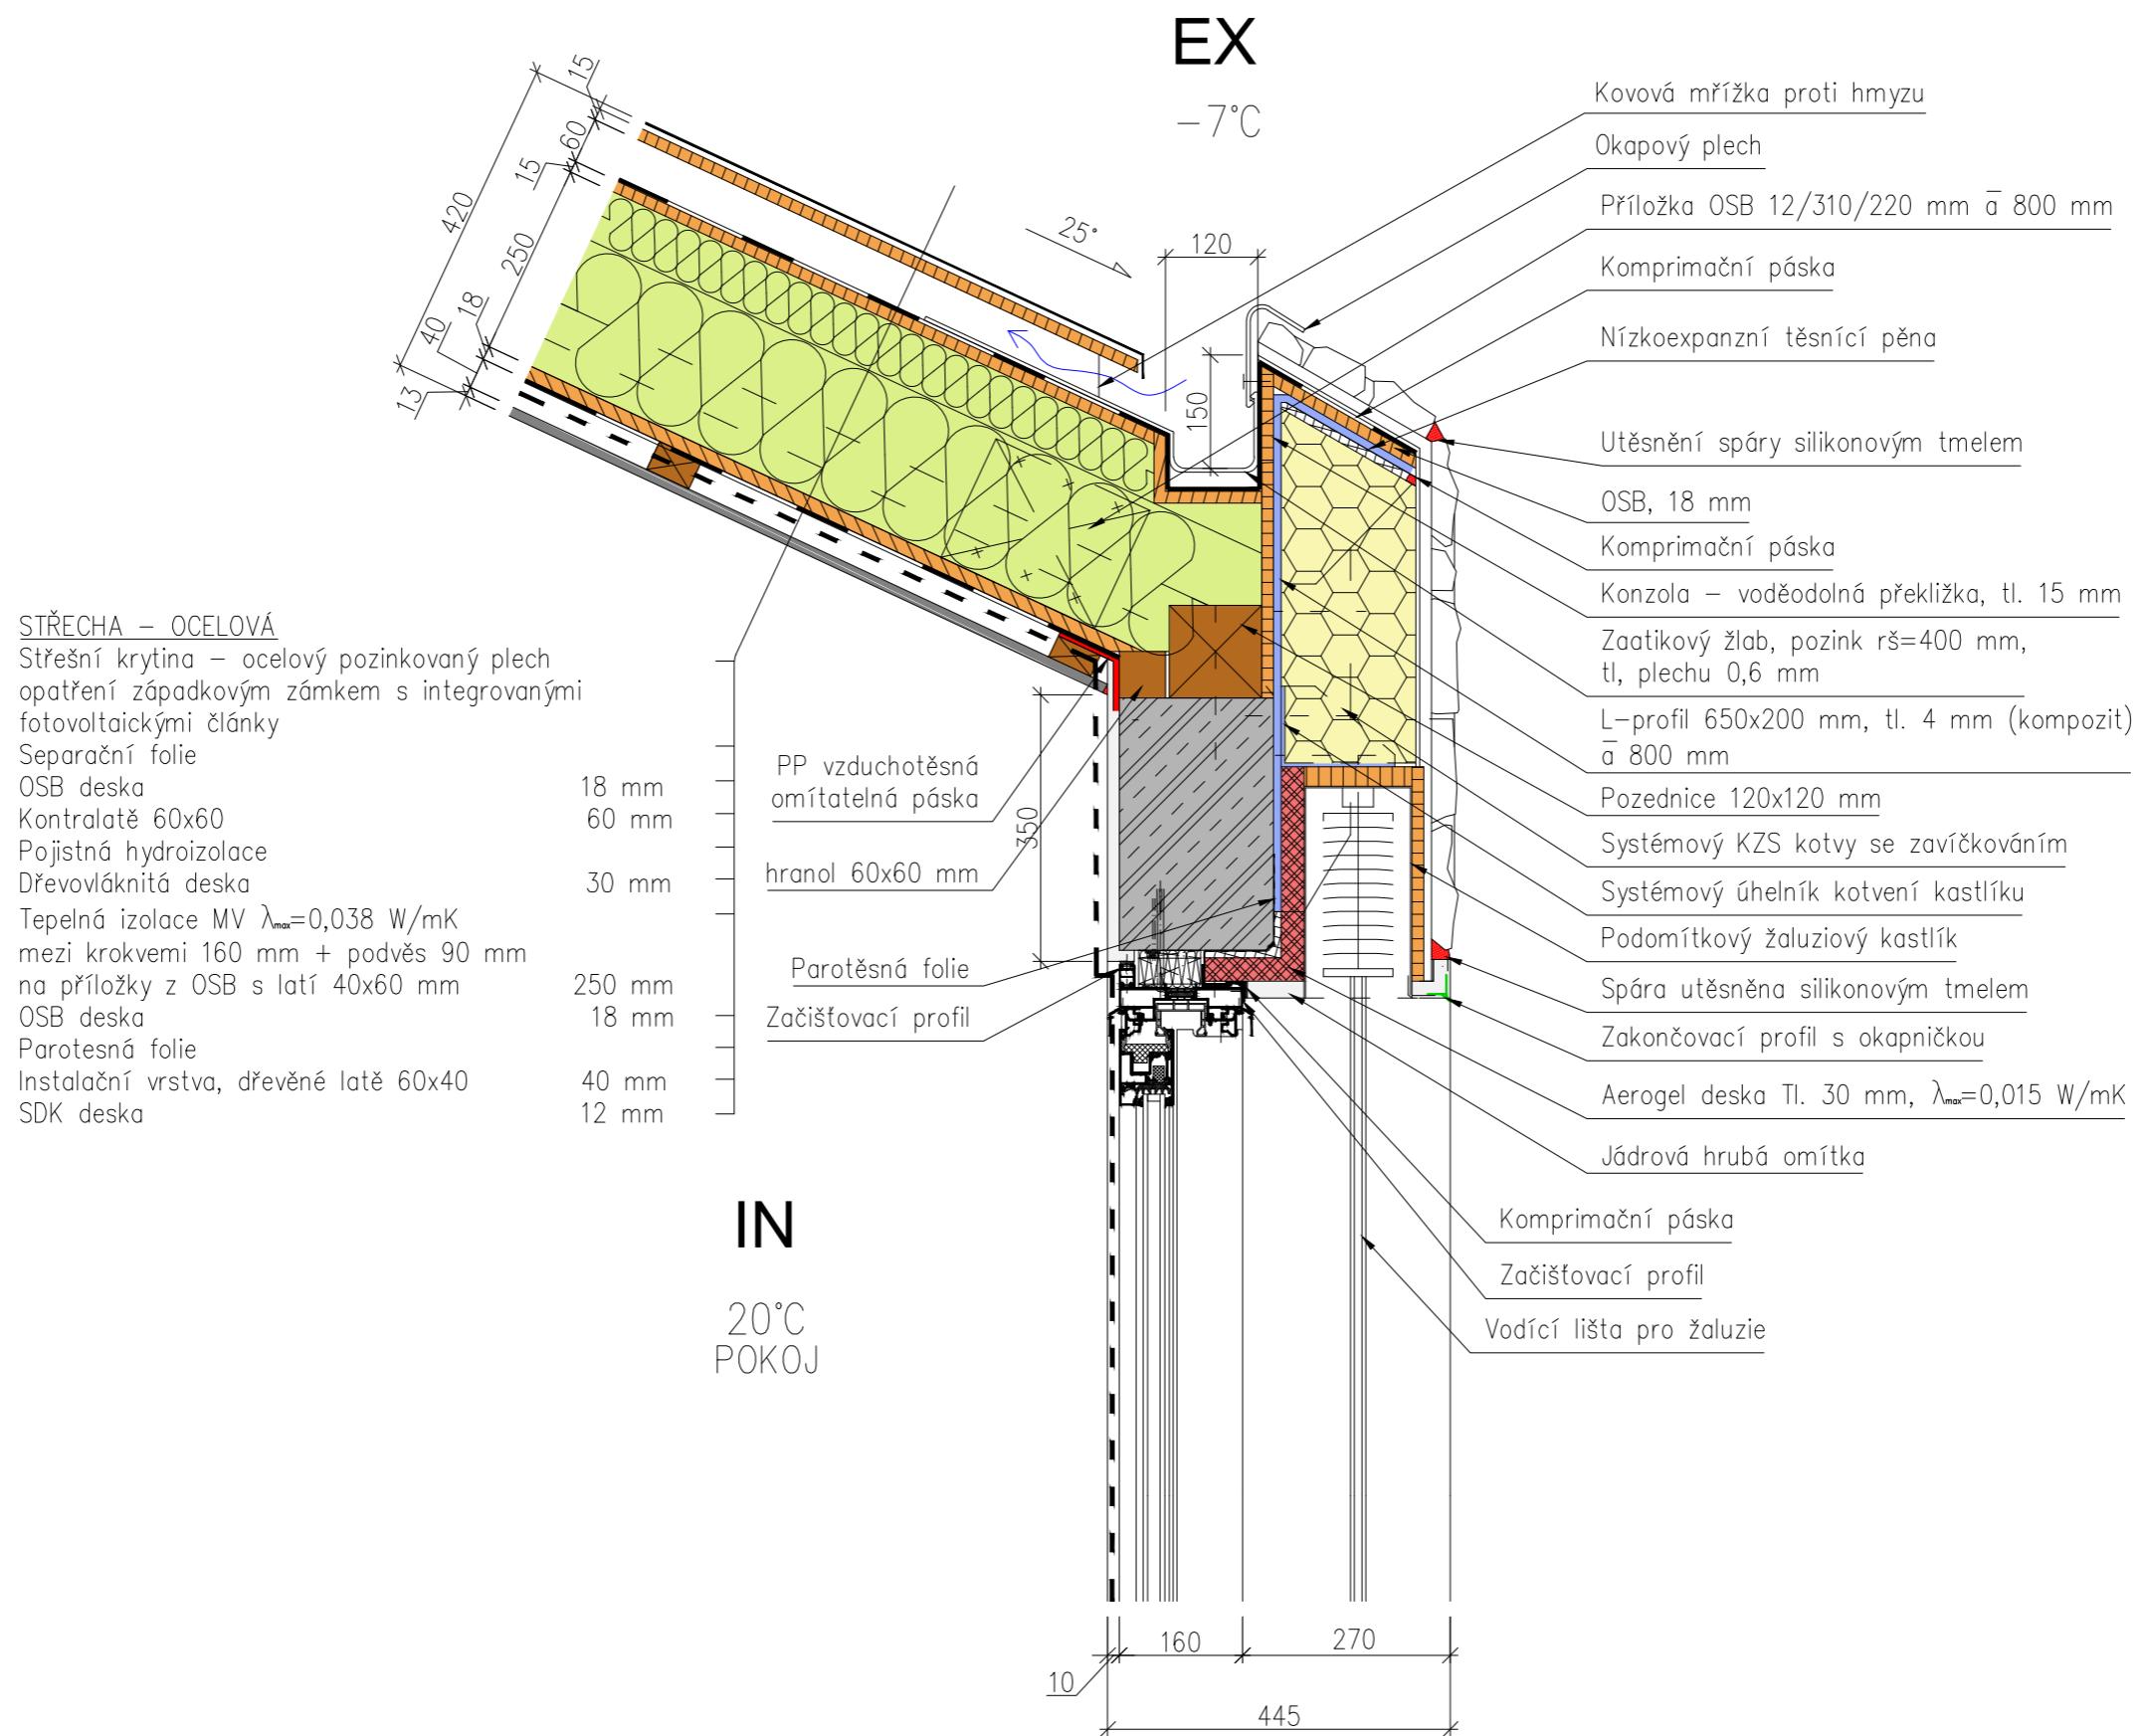 EX
-7°C
15
60
15
420
250
18
40
13
25°
120
150
Kovová mřížka proti hmyzu
Okapový plech
Příložka OSB 12/310/220 mm a̅ 800 mm
Komprimační páska
Nízkoexpanzní těsnící pěna
Utěsnění spáry silikonovým tmelem
OSB, 18 mm
Komprimační páska
Konzola – voděodolná překližka, tl. 15 mm
Zaatikový žlab, pozink rš=400 mm,
tl, plechu 0,6 mm
L-profil 650x200 mm, tl. 4 mm (kompozit)
a̅ 800 mm
Pozednice 120x120 mm
Systémový KZS kotvy se zavíčkováním
Systémový úhelník kotvení kastlíku
Podomítkový žaluziový kastlík
Spára utěsněna silikonovým tmelem
Zakončovací profil s okapničkou
Aerogel deska Tl. 30 mm, λmax=0,015 W/mK
Jádrová hrubá omítka
Komprimační páska
Začišťovací profil
Vodící lišta pro žaluzie
STŘECHA – OCELOVÁ
Střešní krytina – ocelový pozinkovaný plech
opatření západkovým zámkem s integrovanými
fotovoltaickými články
Separační folie
OSB deska 18 mm
Kontralatě 60x60 60 mm
Pojistná hydroizolace
Dřevovláknitá deska 30 mm
Tepelná izolace MV λmax=0,038 W/mK
mezi krokvemi 160 mm + podvěs 90 mm
na příložky z OSB s latí 40x60 mm 250 mm
OSB deska 18 mm
Parotesná folie
Instalační vrstva, dřevěné latě 60x40 40 mm
SDK deska 12 mm
PP vzduchotěsná
omítatelná páska
350
hranol 60x60 mm
Parotěsná folie
Začišťovací profil
IN
20°C
POKOJ
160
270
10
445